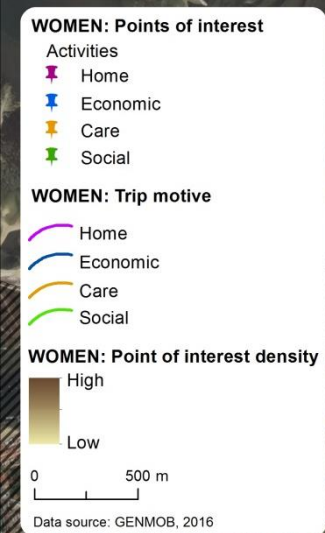 WOMEN: Points of interest
Activities
Home
Economic
Care
Social
WOMEN: Trip motive
Home
Economic
Care
Social
WOMEN: Point of interest density
High
Low
0 500 m
Data source: GENMOB, 2016